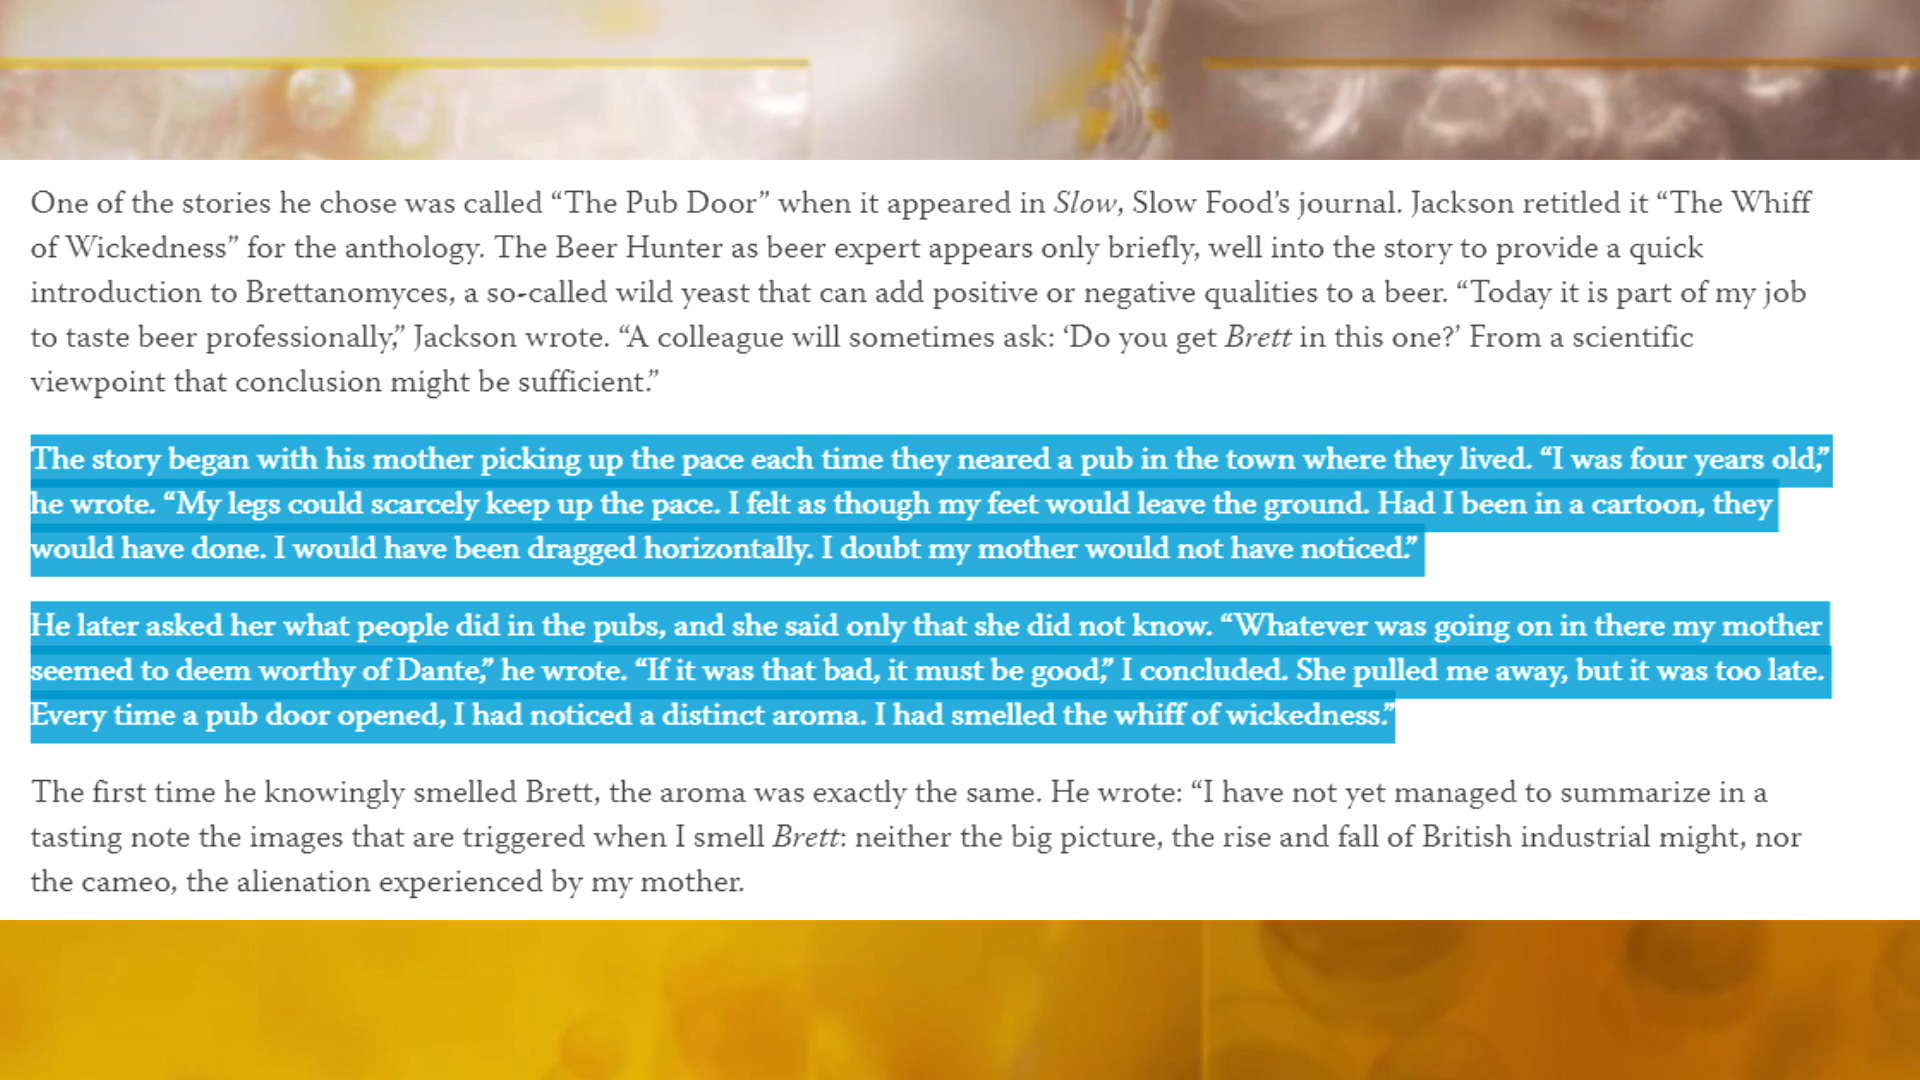 One of the stories he chose was called “The Pub Door” when it appeared in Slow, Slow Food’s journal. Jackson retitled it “The Whiff
of Wickedness” for the anthology. The Beer Hunter as beer expert appears only briefly, well into the story to provide a quick
introduction to Brettanomyces, a so-called wild yeast that can add positive or negative qualities to a beer. “Today it is part of my job
to taste beer professionally,” Jackson wrote. “A colleague will sometimes ask: ‘Do you get Brett in this one?’ From a scientific
viewpoint that conclusion might be sufficient.”
The story began with his mother picking up the pace each time they neared a pub in the town where they lived. “I was four years old,”
he wrote. “My legs could scarcely keep up the pace. I felt as though my feet would leave the ground. Had I been in a cartoon, they
would have done. I would have been dragged horizontally. I doubt my mother would not have noticed.”
He later asked her what people did in the pubs, and she said only that she did not know. “Whatever was going on in there my mother
seemed to deem worthy of Dante,” he wrote. “If it was that bad, it must be good,” I concluded. She pulled me away, but it was too late.
Every time a pub door opened, I had noticed a distinct aroma. I had smelled the whiff of wickedness.”
The first time he knowingly smelled Brett, the aroma was exactly the same. He wrote: “I have not yet managed to summarize in a
tasting note the images that are triggered when I smell Brett: neither the big picture, the rise and fall of British industrial might, nor
the cameo, the alienation experienced by my mother.